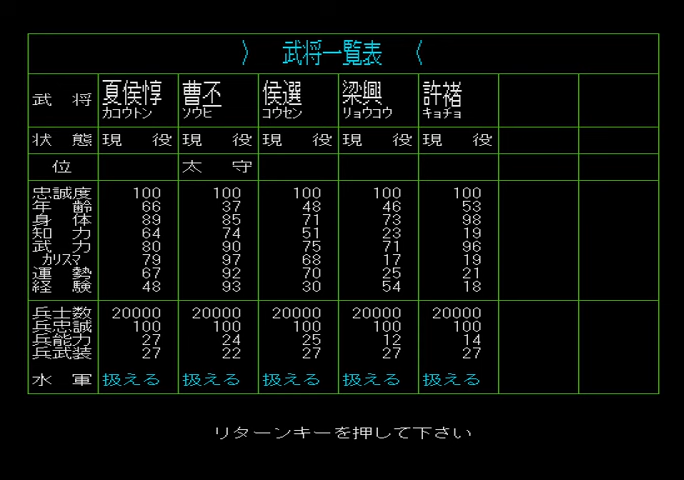 》 武将一覧表 《
武 将 夏侯惇 曹丕 侯選 梁興 許褚
カコウトン ソウヒ コウセン リョウコウ キョチョ
状 態 現 役 現 役 現 役 現 役 現 役
位 太 守
忠誠度 100 100 100 100 100
年 齢 66 37 48 46 53
身 体 89 85 71 73 98
知 力 64 74 51 23 19
武 力 80 90 75 71 96
カリスマ 79 97 68 17 19
運 勢 67 92 70 25 21
経 験 48 93 30 54 18
兵士数 20000 20000 20000 20000 20000
兵忠誠 100 100 100 100 100
兵能力 27 24 25 12 14
兵武装 27 22 27 27 27
水 軍 扱える 扱える 扱える 扱える 扱える
リターンキーを押して下さい